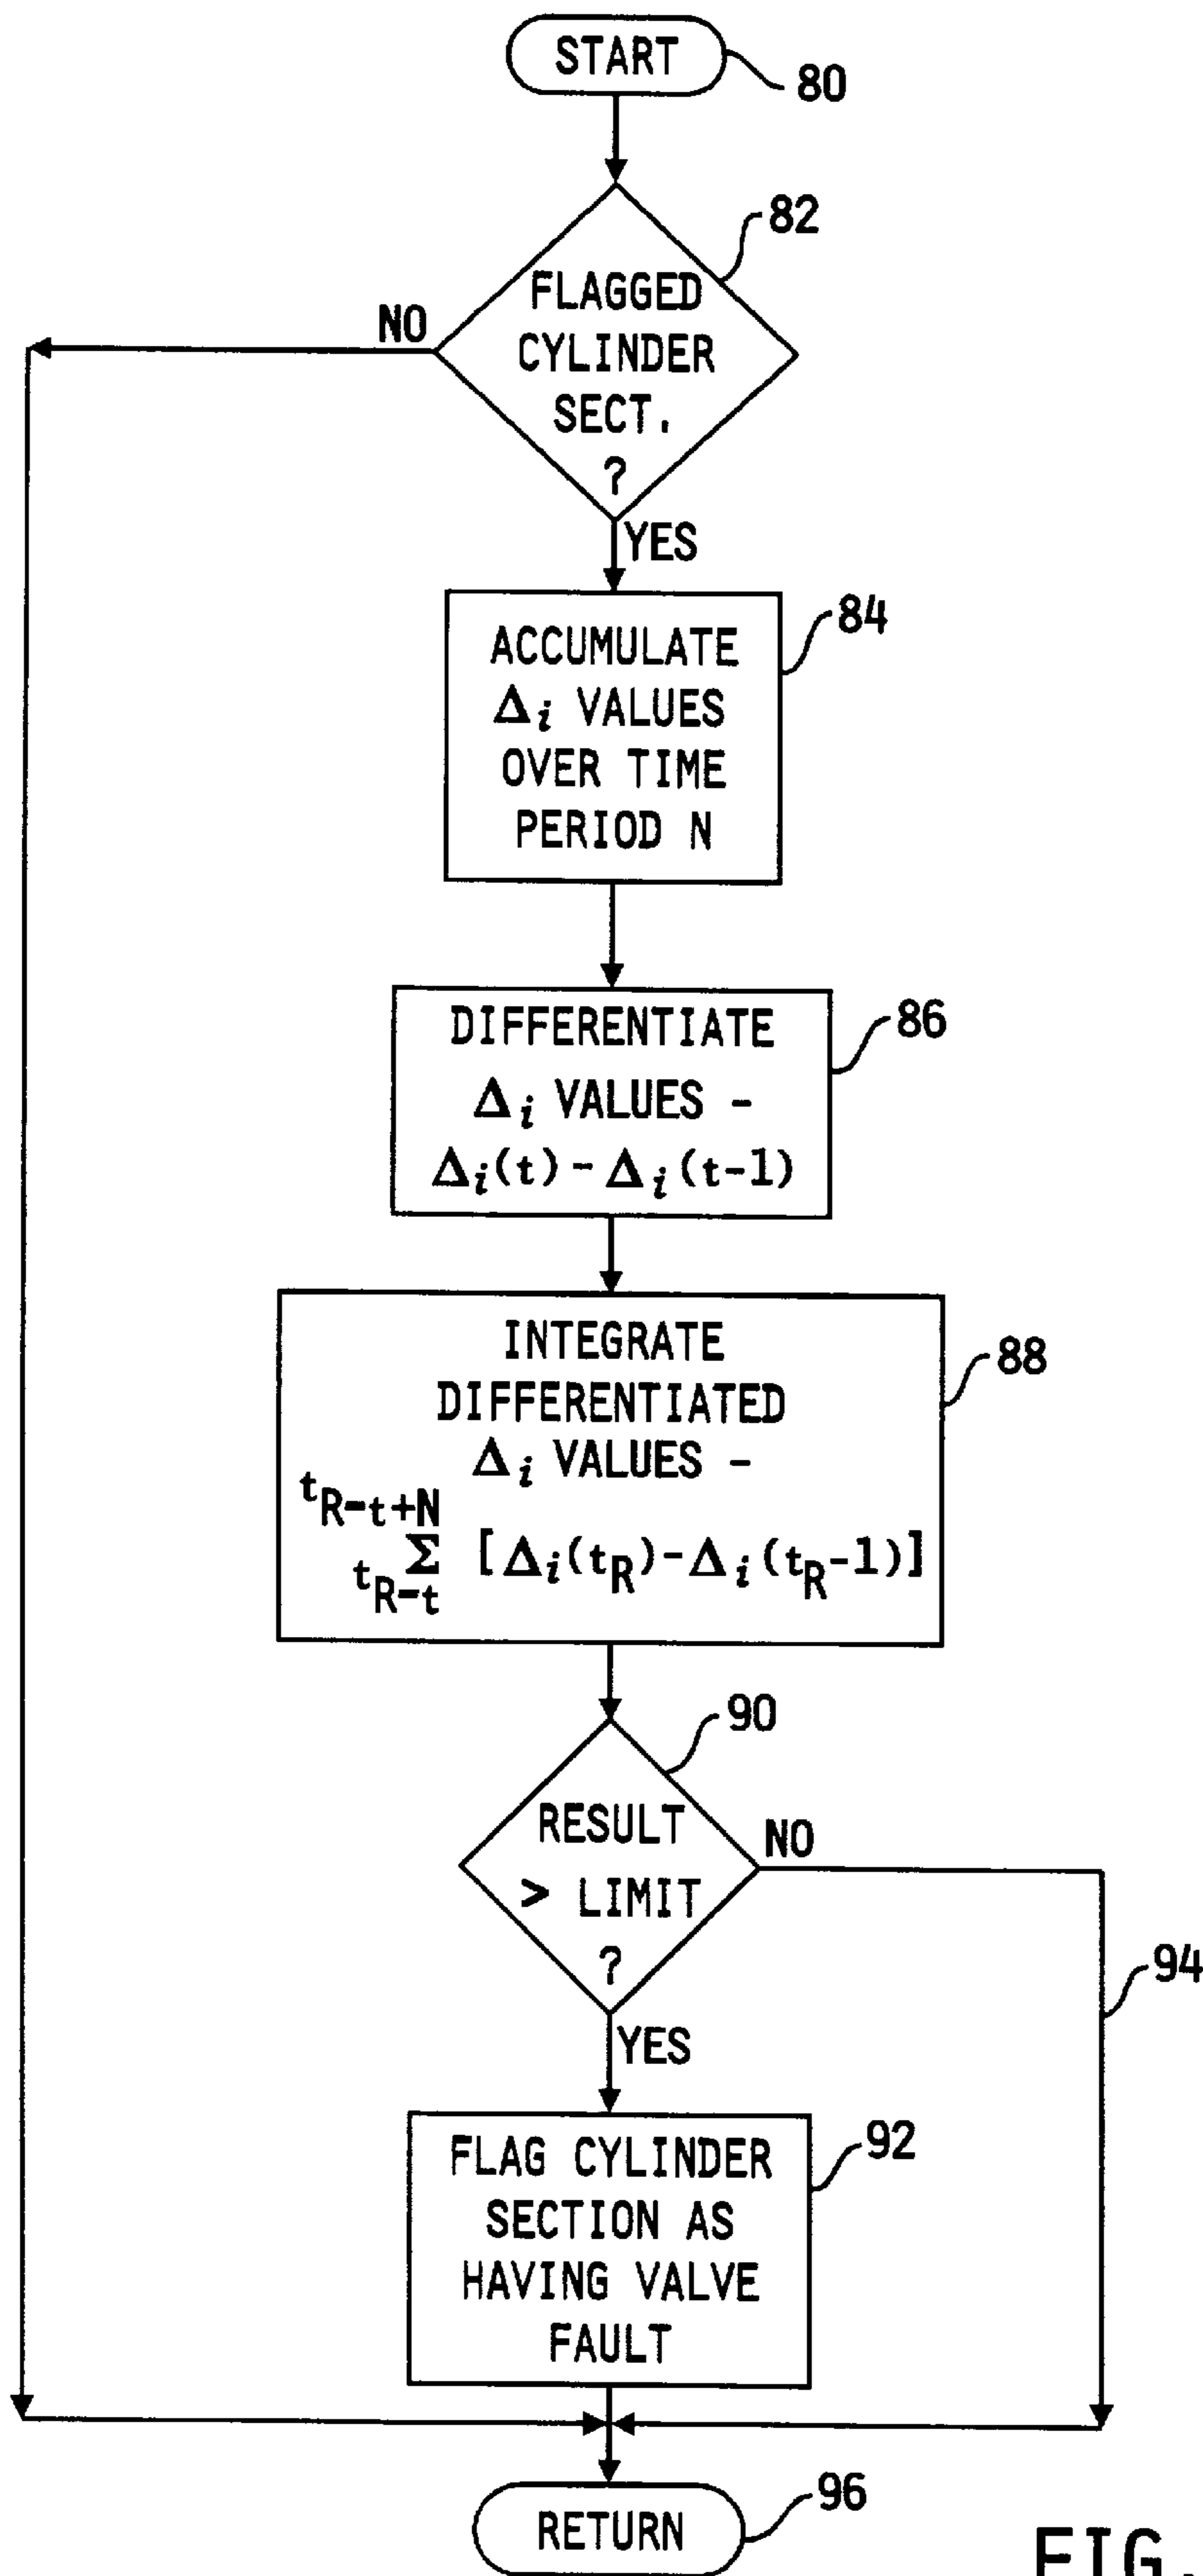 START
80
82
FLAGGED
CYLINDER
SECT.
?
NO
YES
84
ACCUMULATE
Δi VALUES
OVER TIME
PERIOD N
86
DIFFERENTIATE
Δi VALUES -
Δi(t) - Δi(t-1)
88
INTEGRATE
DIFFERENTIATED
Δi VALUES -
tR-t+N
Σ [Δi(tR)-Δi(tR-1)]
tR-t
90
RESULT
> LIMIT
?
NO
94
YES
92
FLAG CYLINDER
SECTION AS
HAVING VALVE
FAULT
96
RETURN
FIG.